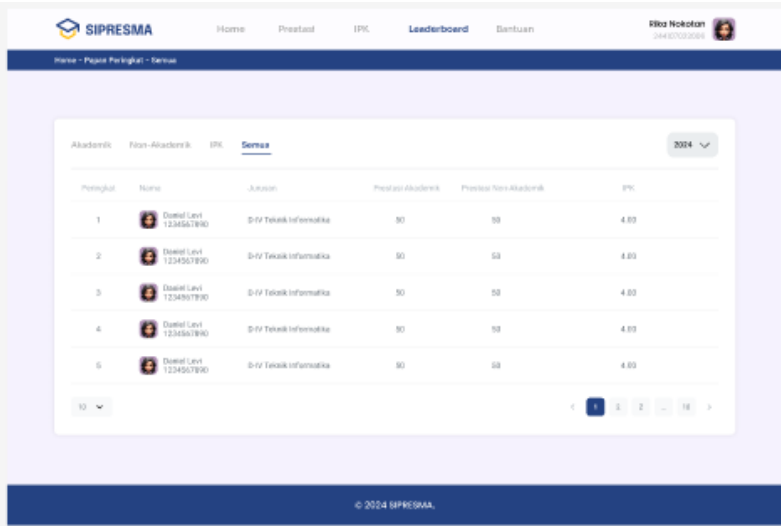 SIPRESMA Home Prestasi IPK Leaderboard Bantuan Rika Nokotan
Home - Papan Peringkat - Semua
Akademik Non-Akademik IPK Semua 2024
Peringkat Nama Jurusan Prestasi Akademik Prestasi Non Akademik IPK
1 Daniel Levi D-IV Teknik Informatika 50 50 4.00
1234567890
2 Daniel Levi D-IV Teknik Informatika 50 50 4.00
1234567890
3 Daniel Levi D-IV Teknik Informatika 50 50 4.00
1234567890
4 Daniel Levi D-IV Teknik Informatika 50 50 4.00
1234567890
5 Daniel Levi D-IV Teknik Informatika 50 50 4.00
1234567890
10 < 1 2 ... 10 >
© 2024 SIPRESMA.